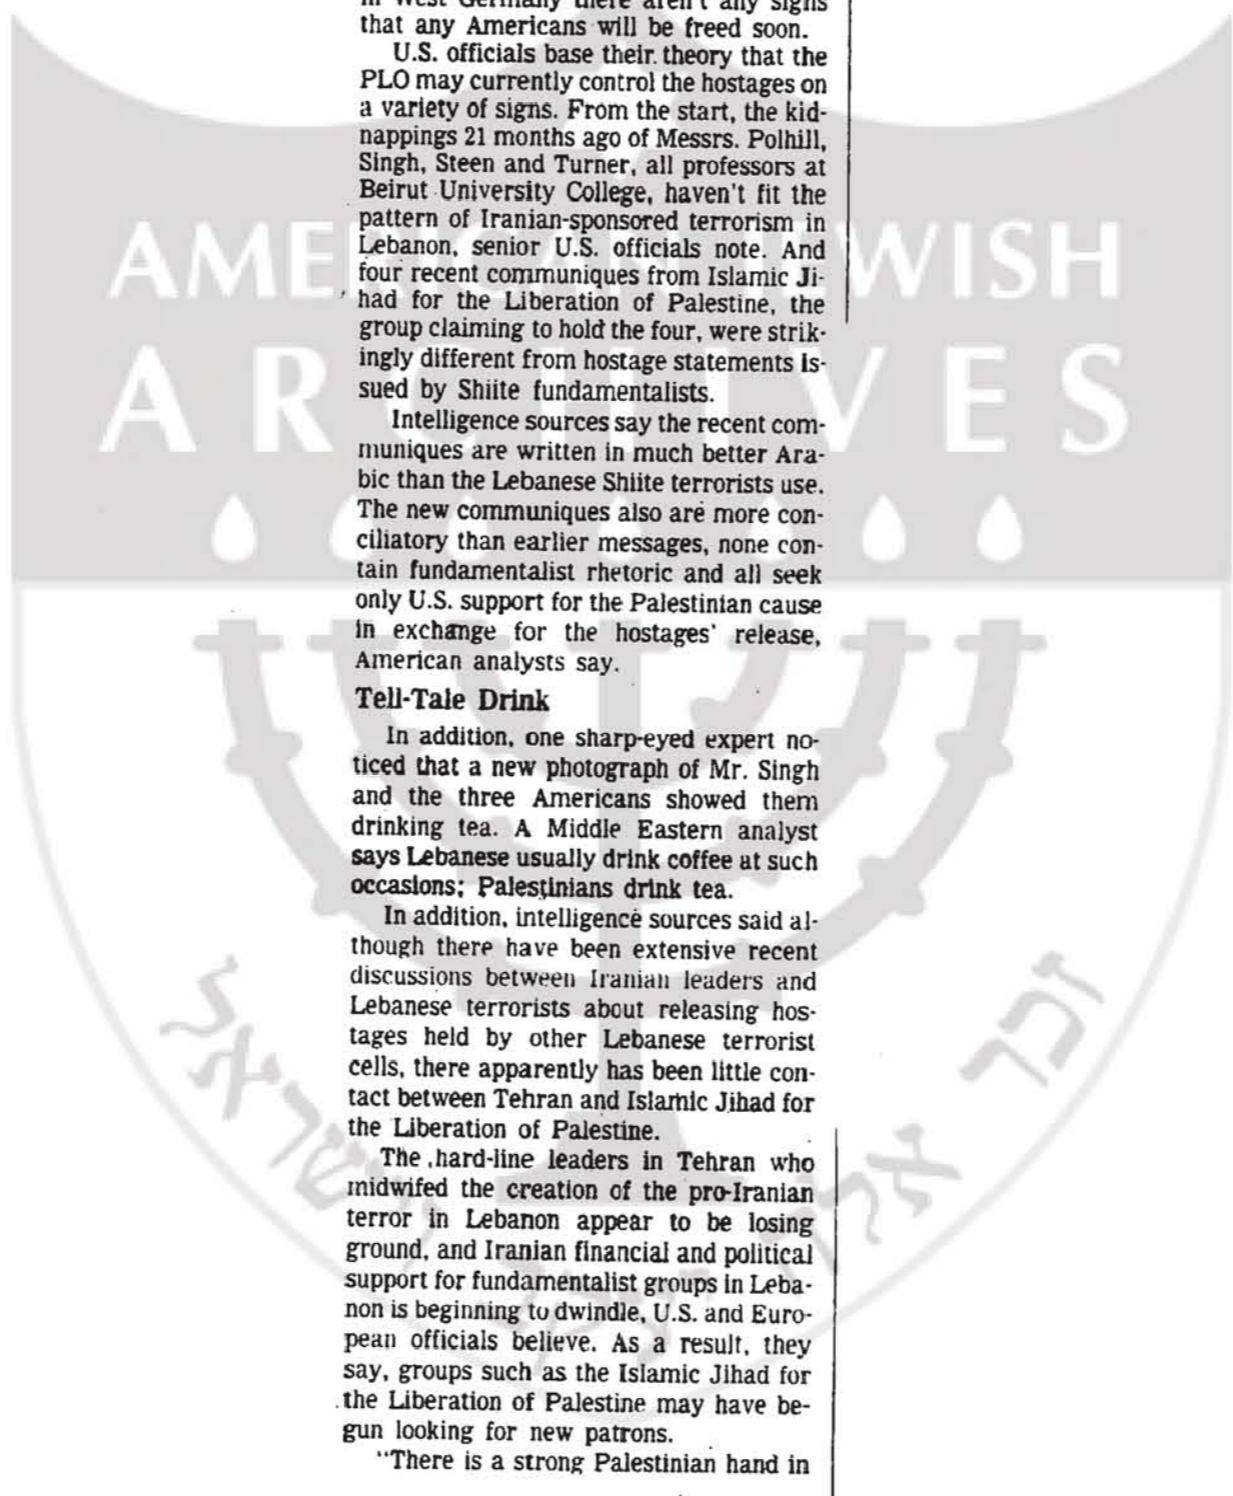 in West Germany there aren't any signs
that any Americans will be freed soon.
U.S. officials base their theory that the
PLO may currently control the hostages on
a variety of signs. From the start, the kid-
nappings 21 months ago of Messrs. Polhill,
Singh, Steen and Turner, all professors at
Beirut University College, haven't fit the
pattern of Iranian-sponsored terrorism in
Lebanon, senior U.S. officials note. And
four recent communiques from Islamic Ji-
had for the Liberation of Palestine, the
group claiming to hold the four, were strik-
ingly different from hostage statements is-
sued by Shiite fundamentalists.
Intelligence sources say the recent com-
muniques are written in much better Ara-
bic than the Lebanese Shiite terrorists use.
The new communiques also are more con-
ciliatory than earlier messages, none con-
tain fundamentalist rhetoric and all seek
only U.S. support for the Palestinian cause
in exchange for the hostages' release,
American analysts say.
Tell-Tale Drink
In addition, one sharp-eyed expert no-
ticed that a new photograph of Mr. Singh
and the three Americans showed them
drinking tea. A Middle Eastern analyst
says Lebanese usually drink coffee at such
occasions; Palestinians drink tea.
In addition, intelligence sources said al-
though there have been extensive recent
discussions between Iranian leaders and
Lebanese terrorists about releasing hos-
tages held by other Lebanese terrorist
cells, there apparently has been little con-
tact between Tehran and Islamic Jihad for
the Liberation of Palestine.
The hard-line leaders in Tehran who
midwifed the creation of the pro-Iranian
terror in Lebanon appear to be losing
ground, and Iranian financial and political
support for fundamentalist groups in Leba-
non is beginning to dwindle, U.S. and Euro-
pean officials believe. As a result, they
say, groups such as the Islamic Jihad for
the Liberation of Palestine may have be-
gun looking for new patrons.
"There is a strong Palestinian hand in
AMERICAN JEWISH
ARCHIVES
זכר אלה יעקב וישראל